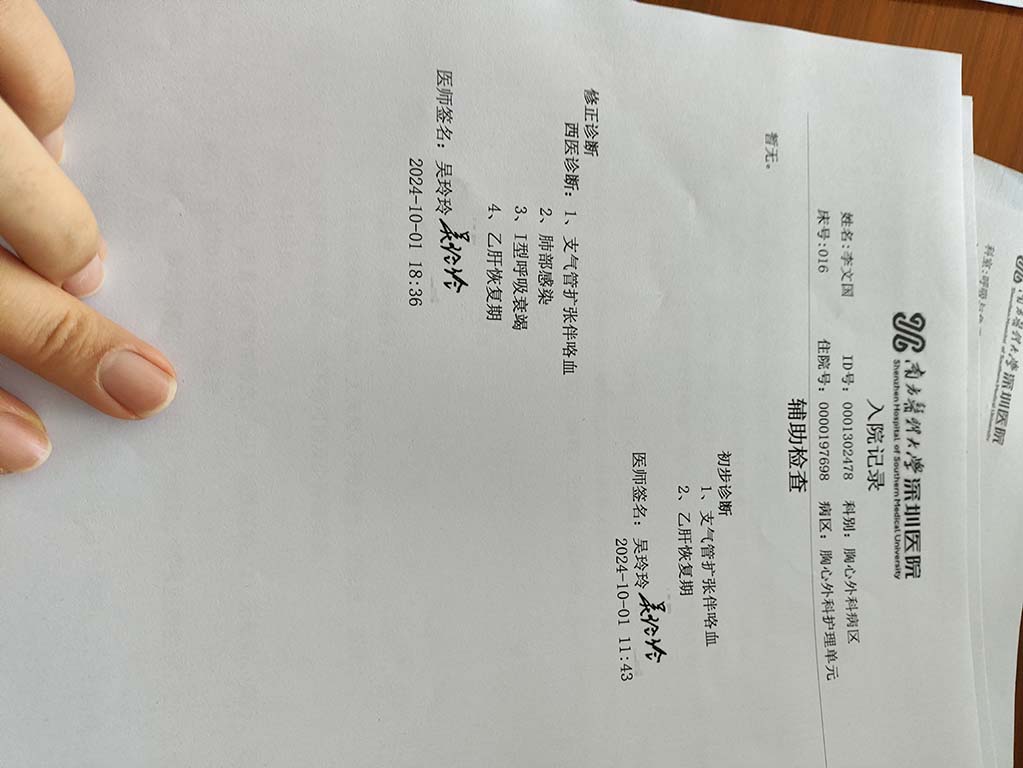 南方医科大学深圳医院
Shenzhen Hospital of Southern Medical University
入院记录
姓名:李文国 ID号: 0001302478 科别: 胸心外科病区
床号:016 住院号: 0000197698 病区: 胸心外科护理单元
辅助检查
暂无。
初步诊断
1、支气管扩张伴咯血
2、乙肝恢复期
医师签名: 吴玲玲 吴玲玲
2024-10-01 11:43
修正诊断
西医诊断: 1、支气管扩张伴咯血
2、肺部感染
3、I型呼吸衰竭
4、乙肝恢复期
医师签名: 吴玲玲 吴玲玲
2024-10-01 18:36
南方医科大学深圳医院
Shenzhen Hospital of Southern Medical University
科室:呼吸